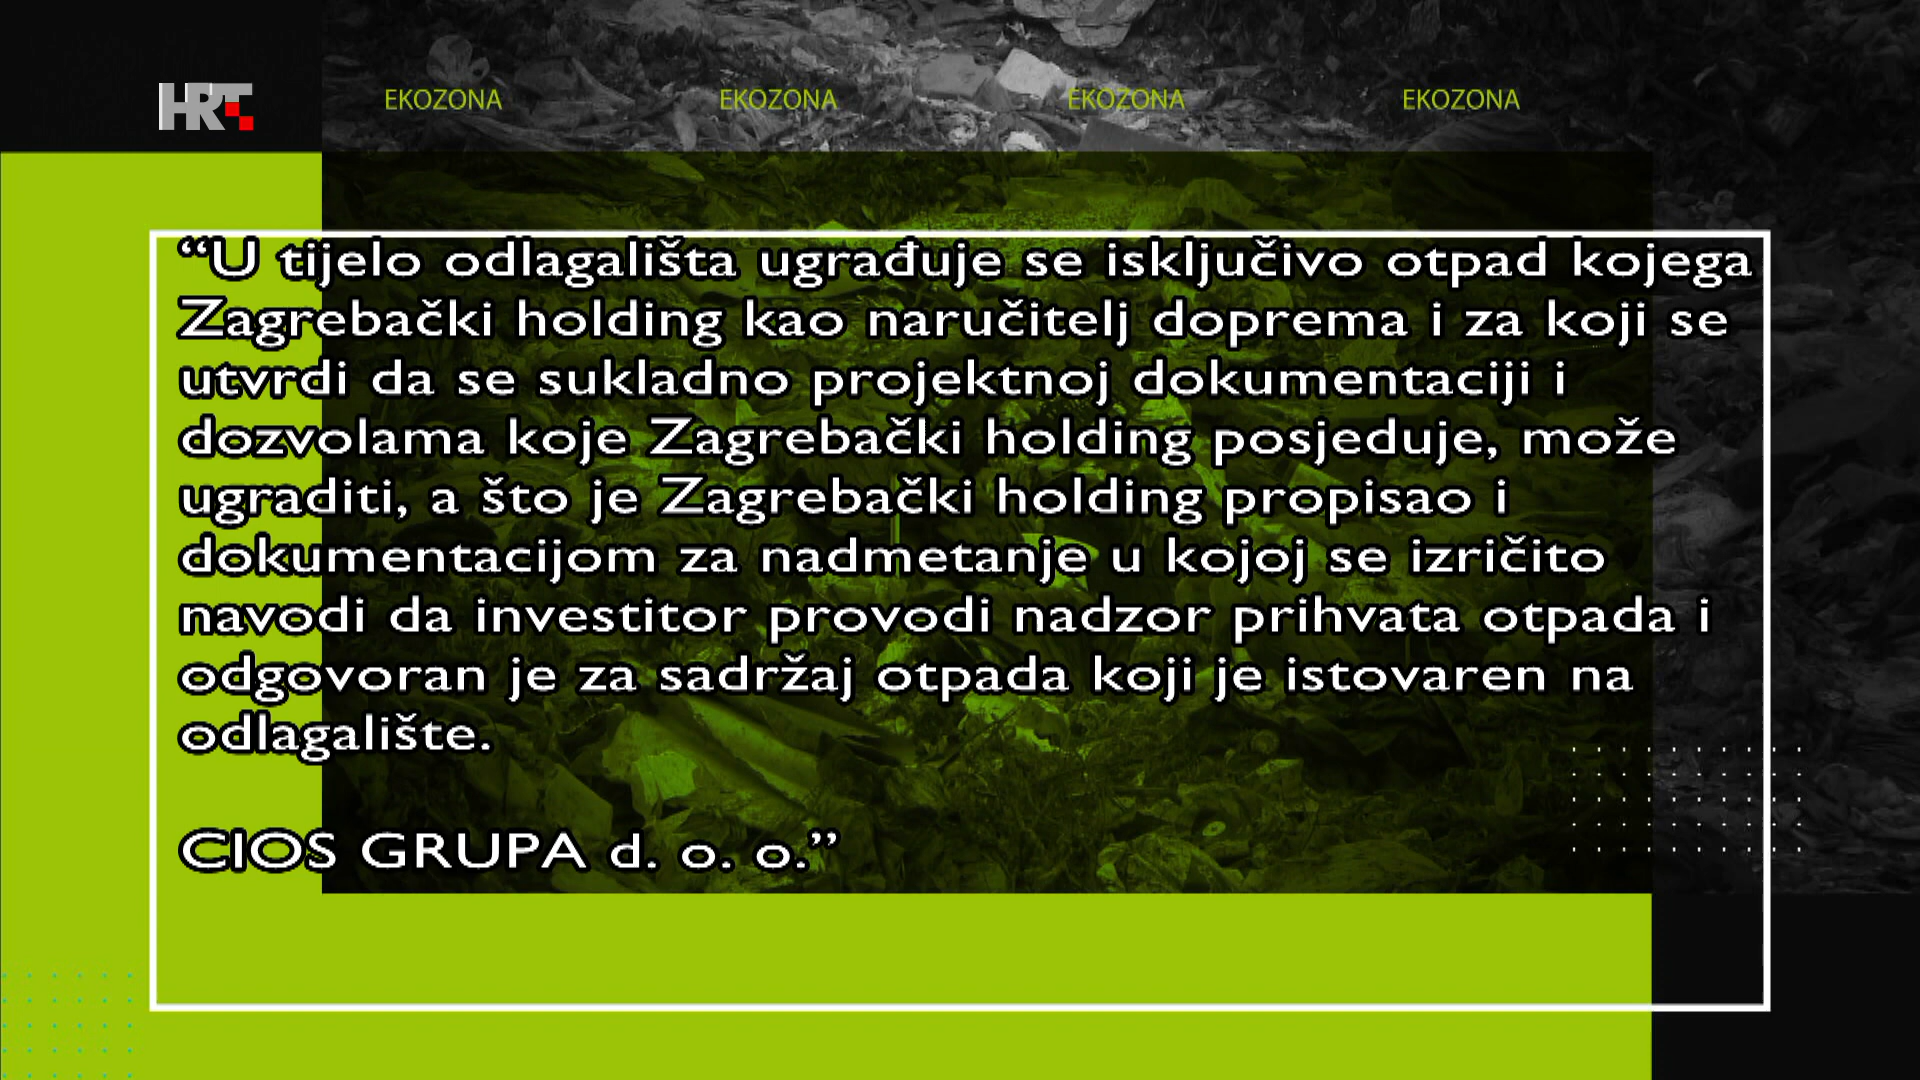 HRT
EKOZONA EKOZONA EKOZONA EKOZONA
“U tijelo odlagališta ugrađuje se isključivo otpad kojega
Zagrebački holding kao naručitelj doprema i za koji se
utvrdi da se sukladno projektnoj dokumentaciji i
dozvolama koje Zagrebački holding posjeduje, može
ugraditi, a što je Zagrebački holding propisao i
dokumentacijom za nadmetanje u kojoj se izričito
navodi da investitor provodi nadzor prihvata otpada i
odgovoran je za sadržaj otpada koji je istovaren na
odlagalište.
CIOS GRUPA d. o. o.”